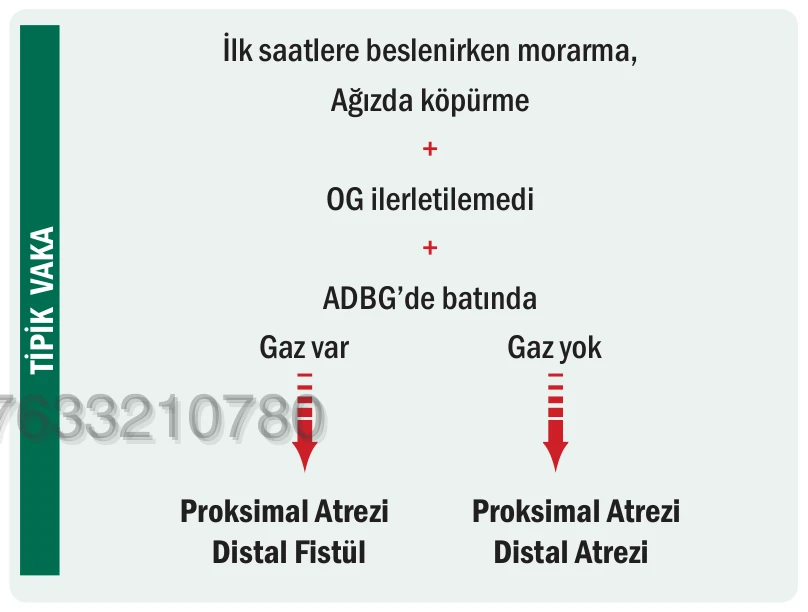 TİPİK VAKA
İlk saatlere beslenirken morarma,
Ağızda köpürme
+
OG ilerletilemedi
+
ADBG’de batında
Gaz var
Gaz yok
7633210780
Proksimal Atrezi
Distal Fistül
Proksimal Atrezi
Distal Atrezi